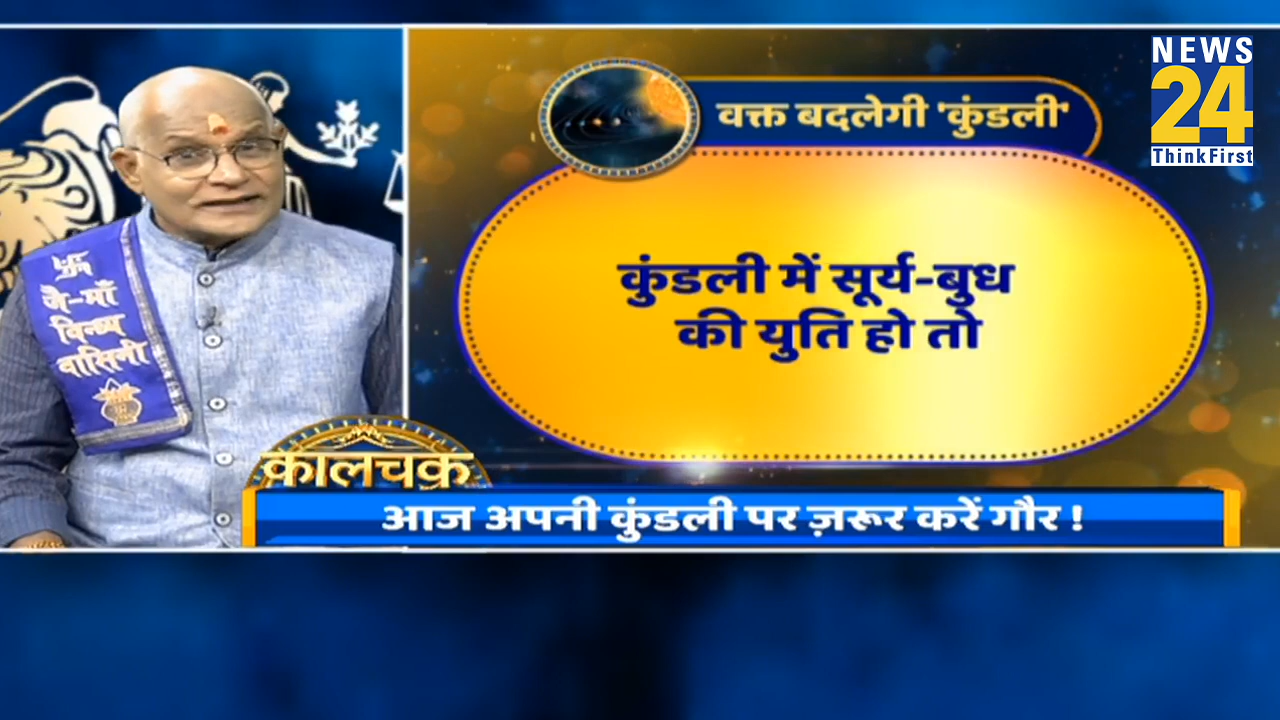 NEWS
24
ThinkFirst
वक्त बदलेगी 'कुंडली'
कुंडली में सूर्य-बुध
की युति हो तो
जै-माँ
विन्ध्य
वासिनी
कालचक्र
आज अपनी कुंडली पर ज़रूर करें गौर !